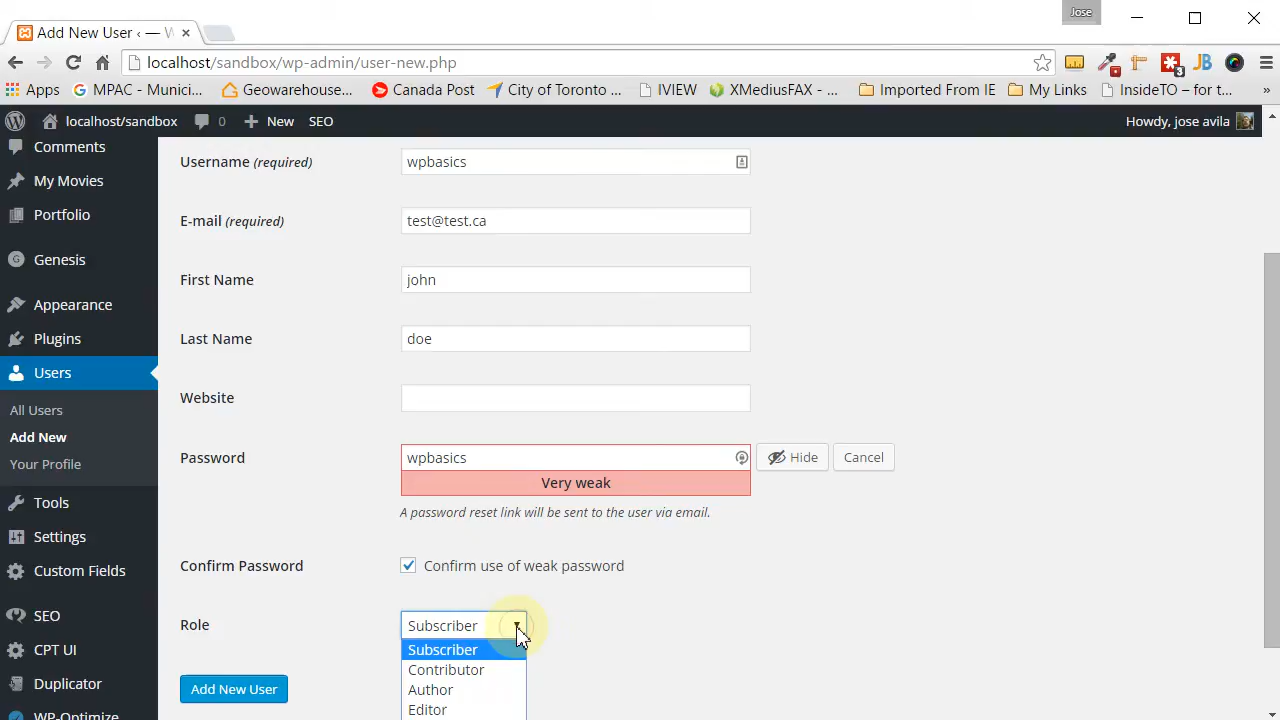 Jose
Add New User ‹ — W
localhost/sandbox/wp-admin/user-new.php
3
Apps
MPAC - Munici...
Geowarehouse...
Canada Post
City of Toronto ...
IVIEW
XMediusFAX - ...
Imported From IE
My Links
InsideTO – for t...
»
localhost/sandbox
0
New
SEO
Howdy, jose avila
Comments
My Movies
Portfolio
Genesis
Appearance
Plugins
Users
All Users
Add New
Your Profile
Tools
Settings
Custom Fields
SEO
CPT UI
Duplicator
WP-Optimize
Username (required)
wpbasics
E-mail (required)
test@test.ca
First Name
john
Last Name
doe
Website
Password
wpbasics
Hide
Cancel
Very weak
A password reset link will be sent to the user via email.
Confirm Password
Confirm use of weak password
Role
Subscriber
Subscriber
Contributor
Author
Editor
Add New User